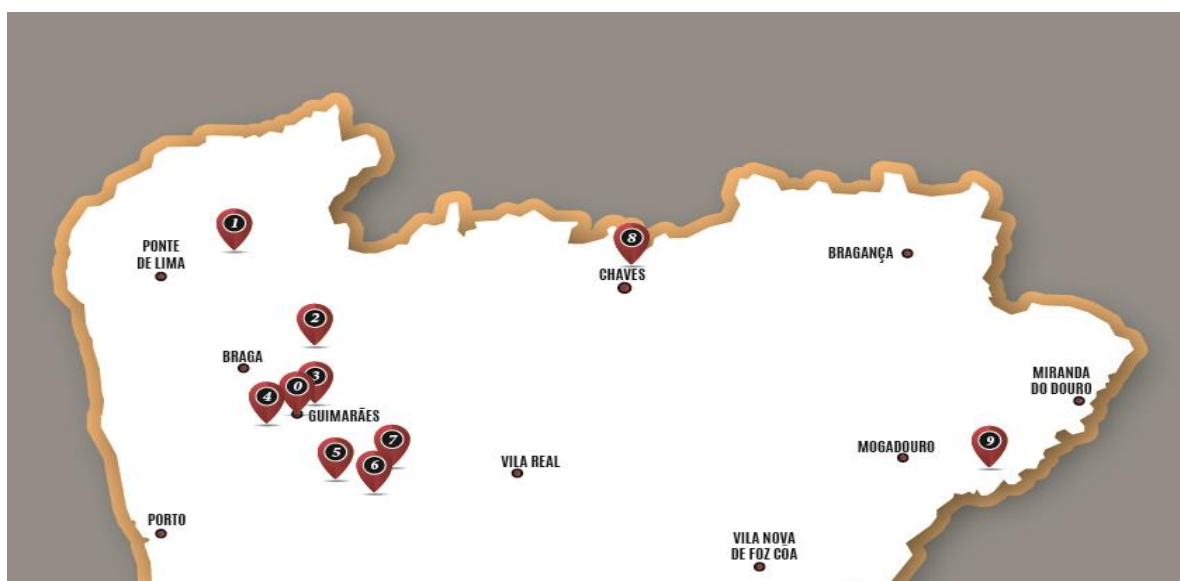 1
8
PONTE
DE LIMA
CHAVES
BRAGANÇA
2
BRAGA
3
0
4
GUIMARÃES
MIRANDA
DO DOURO
5
7
6
VILA REAL
MOGADOURO
9
PORTO
VILA NOVA
DE FOZ CÕA